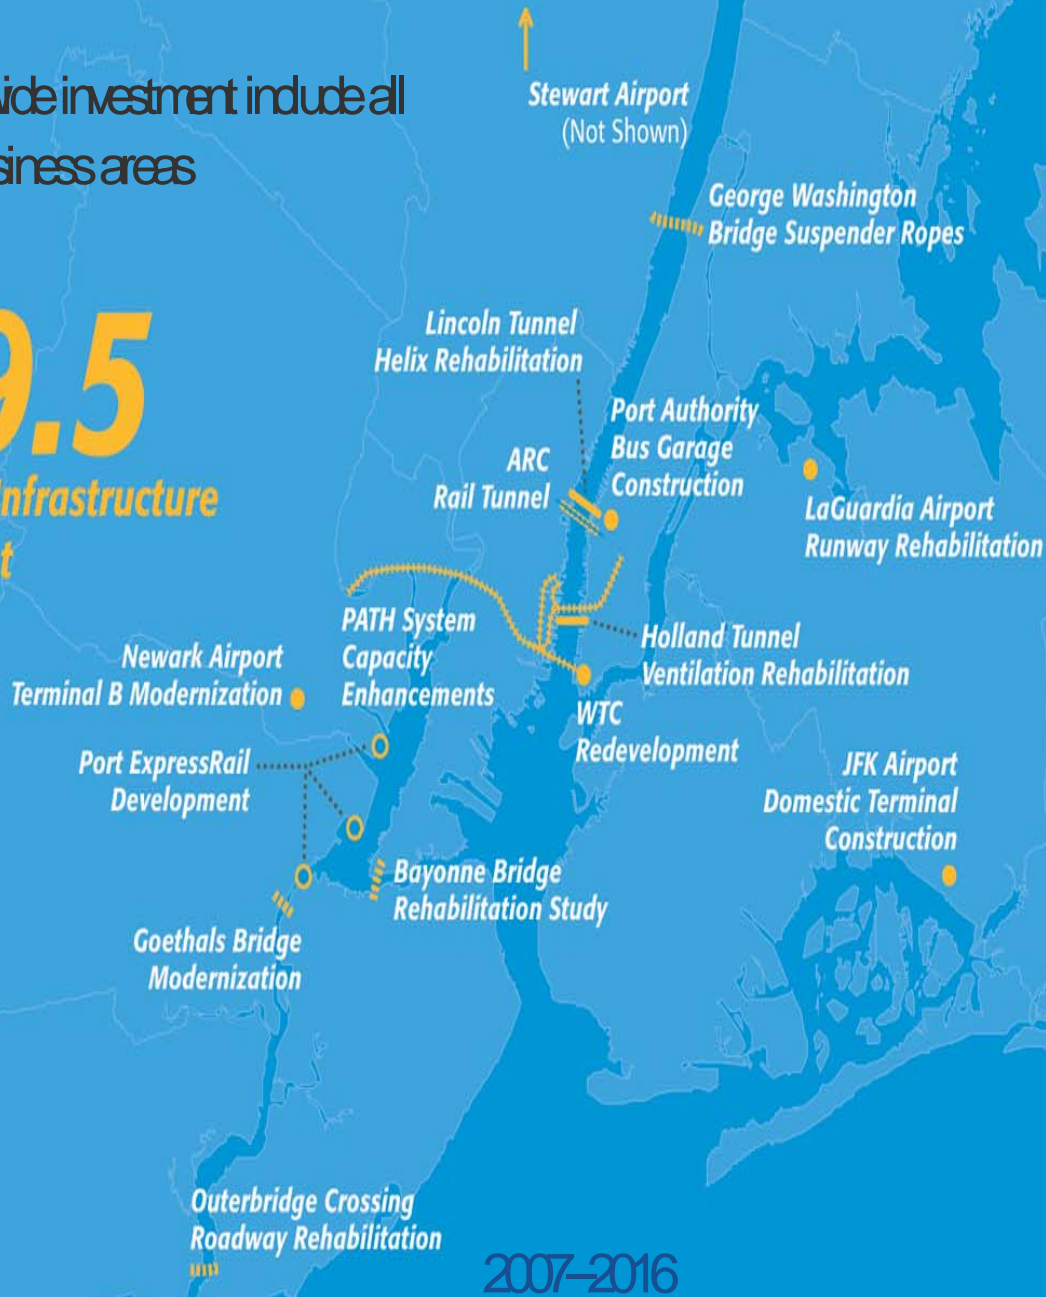 ide investment include all
siness areas
Stewart Airport
(Not Shown)
George Washington
Bridge Suspender Ropes
9.5
Infrastructure
t
Lincoln Tunnel
Helix Rehabilitation
Port Authority
Bus Garage
Construction
ARC
Rail Tunnel
LaGuardia Airport
Runway Rehabilitation
PATH System
Capacity
Enhancements
Holland Tunnel
Ventilation Rehabilitation
Newark Airport
Terminal B Modernization
WTC
Redevelopment
Port ExpressRail
Development
JFK Airport
Domestic Terminal
Construction
Bayonne Bridge
Rehabilitation Study
Goethals Bridge
Modernization
Outerbridge Crossing
Roadway Rehabilitation
2007–2016